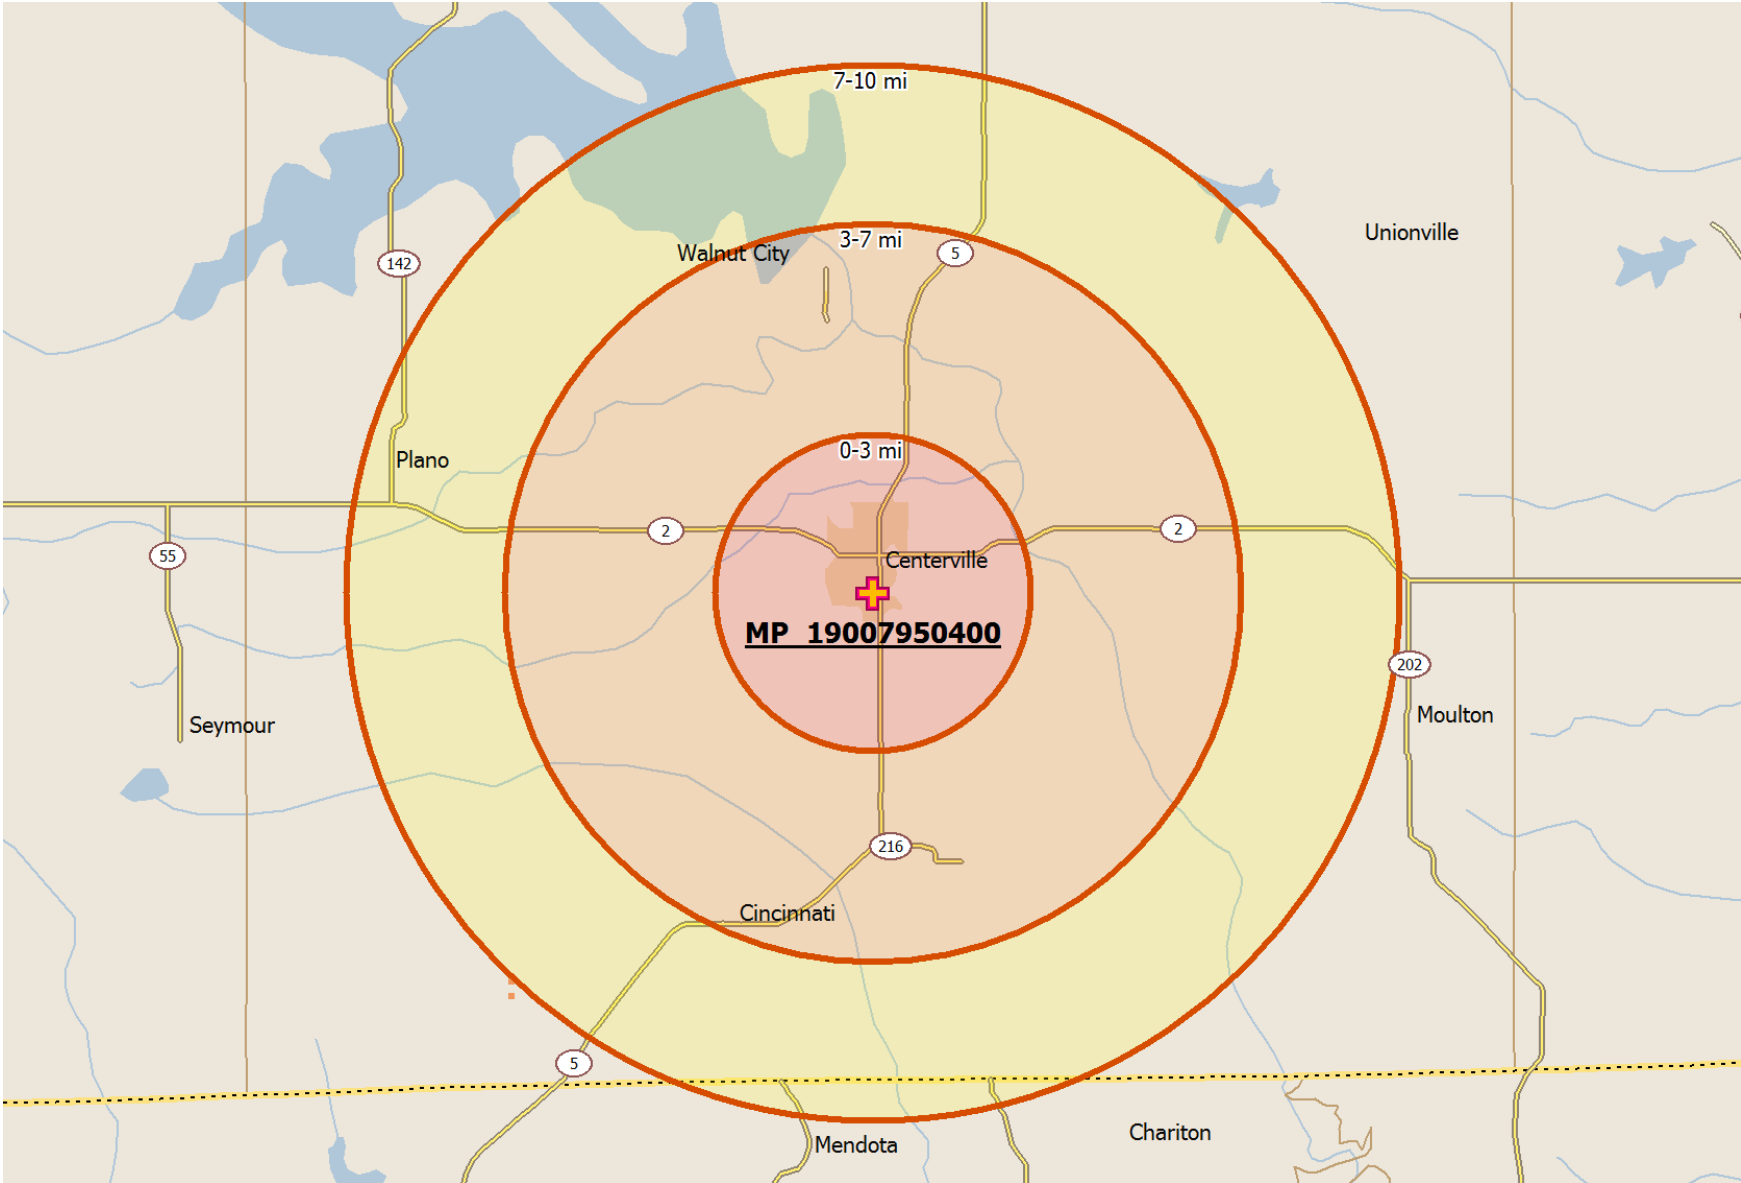 7-10 mi
Unionville
3-7 mi
Walnut City
5
142
0-3 mi
Plano
2
2
55
Centerville
MP 19007950400
202
Moulton
Seymour
216
Cincinnati
5
Chariton
Mendota